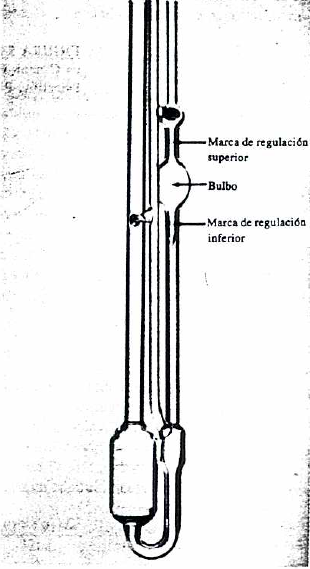 Marca de regulación
superior
Bulbo
Marca de regulación
inferior